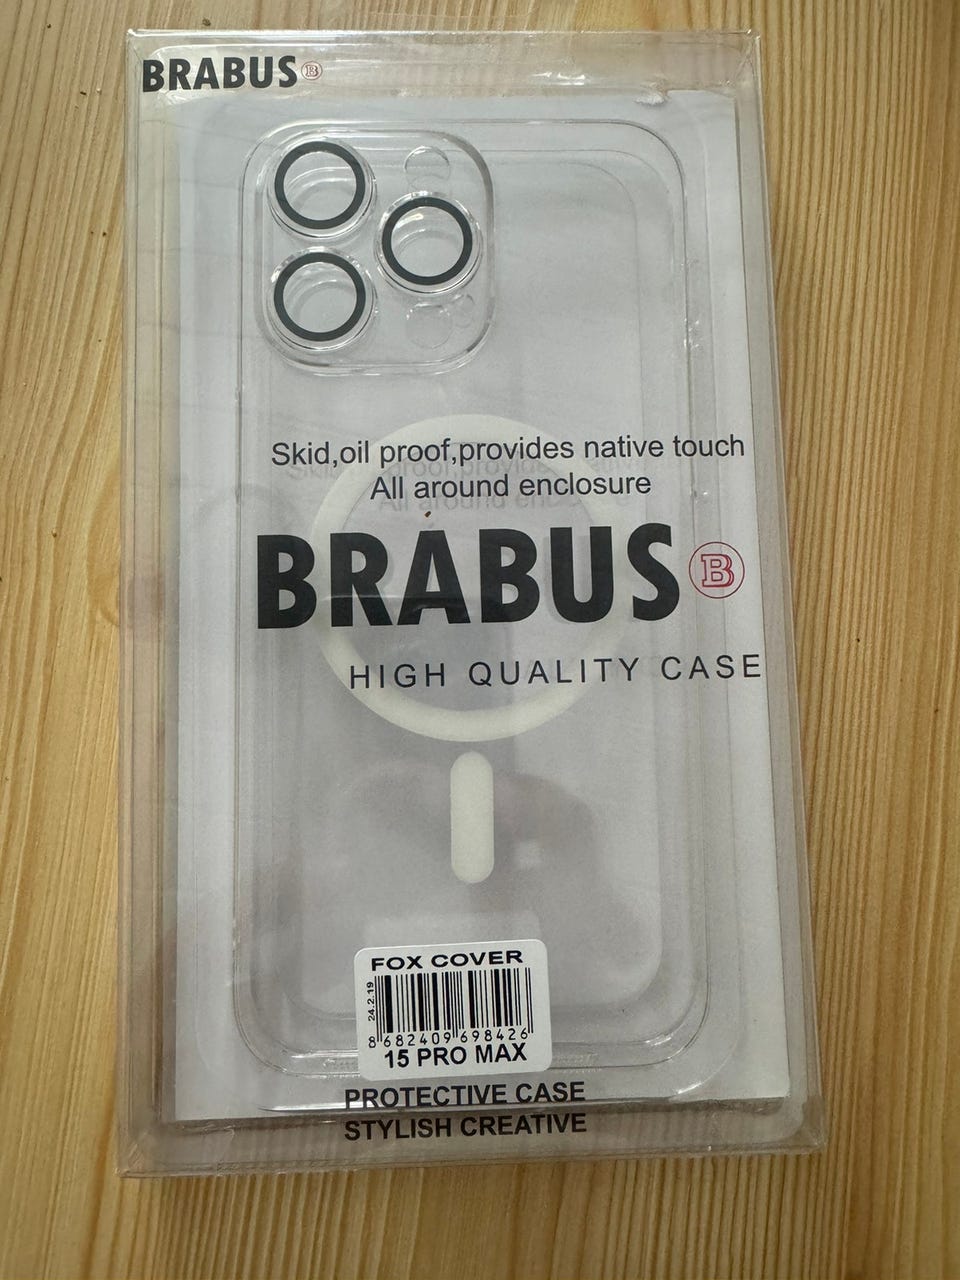 BRABUS B
Skid,oil proof,provides native touch
All around enclosure
BRABUS B
HIGH QUALITY CASE
FOX COVER
24.2.19
8 682409 698426
15 PRO MAX
PROTECTIVE CASE
STYLISH CREATIVE